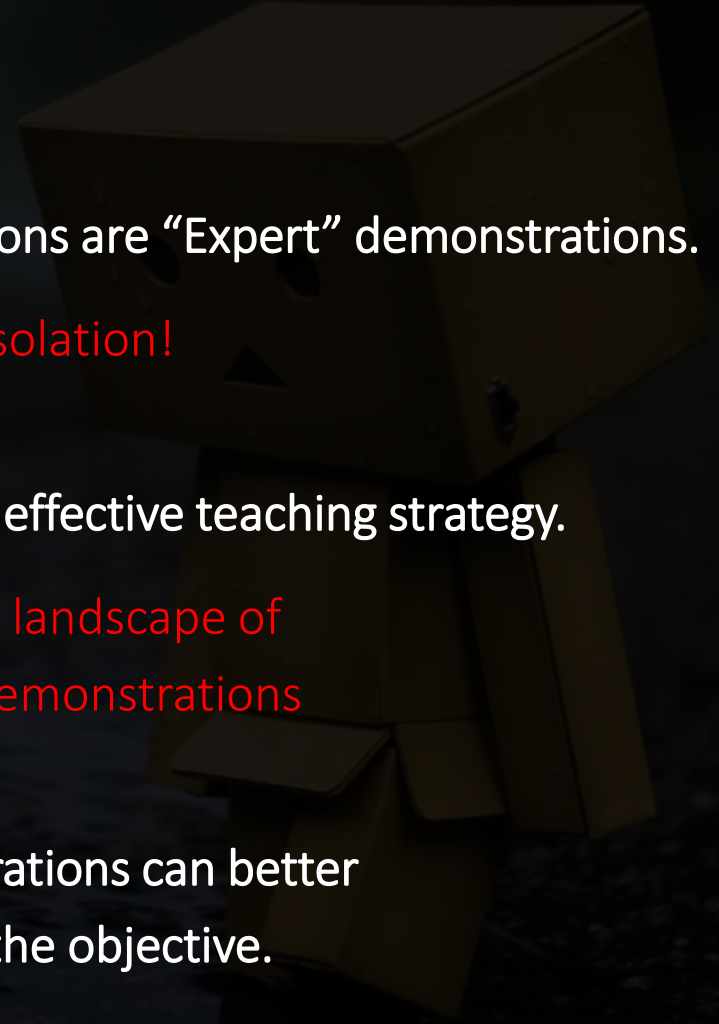 ons are “Expert” demonstrations.
solation!
effective teaching strategy.
landscape of
emonstrations
rations can better
the objective.